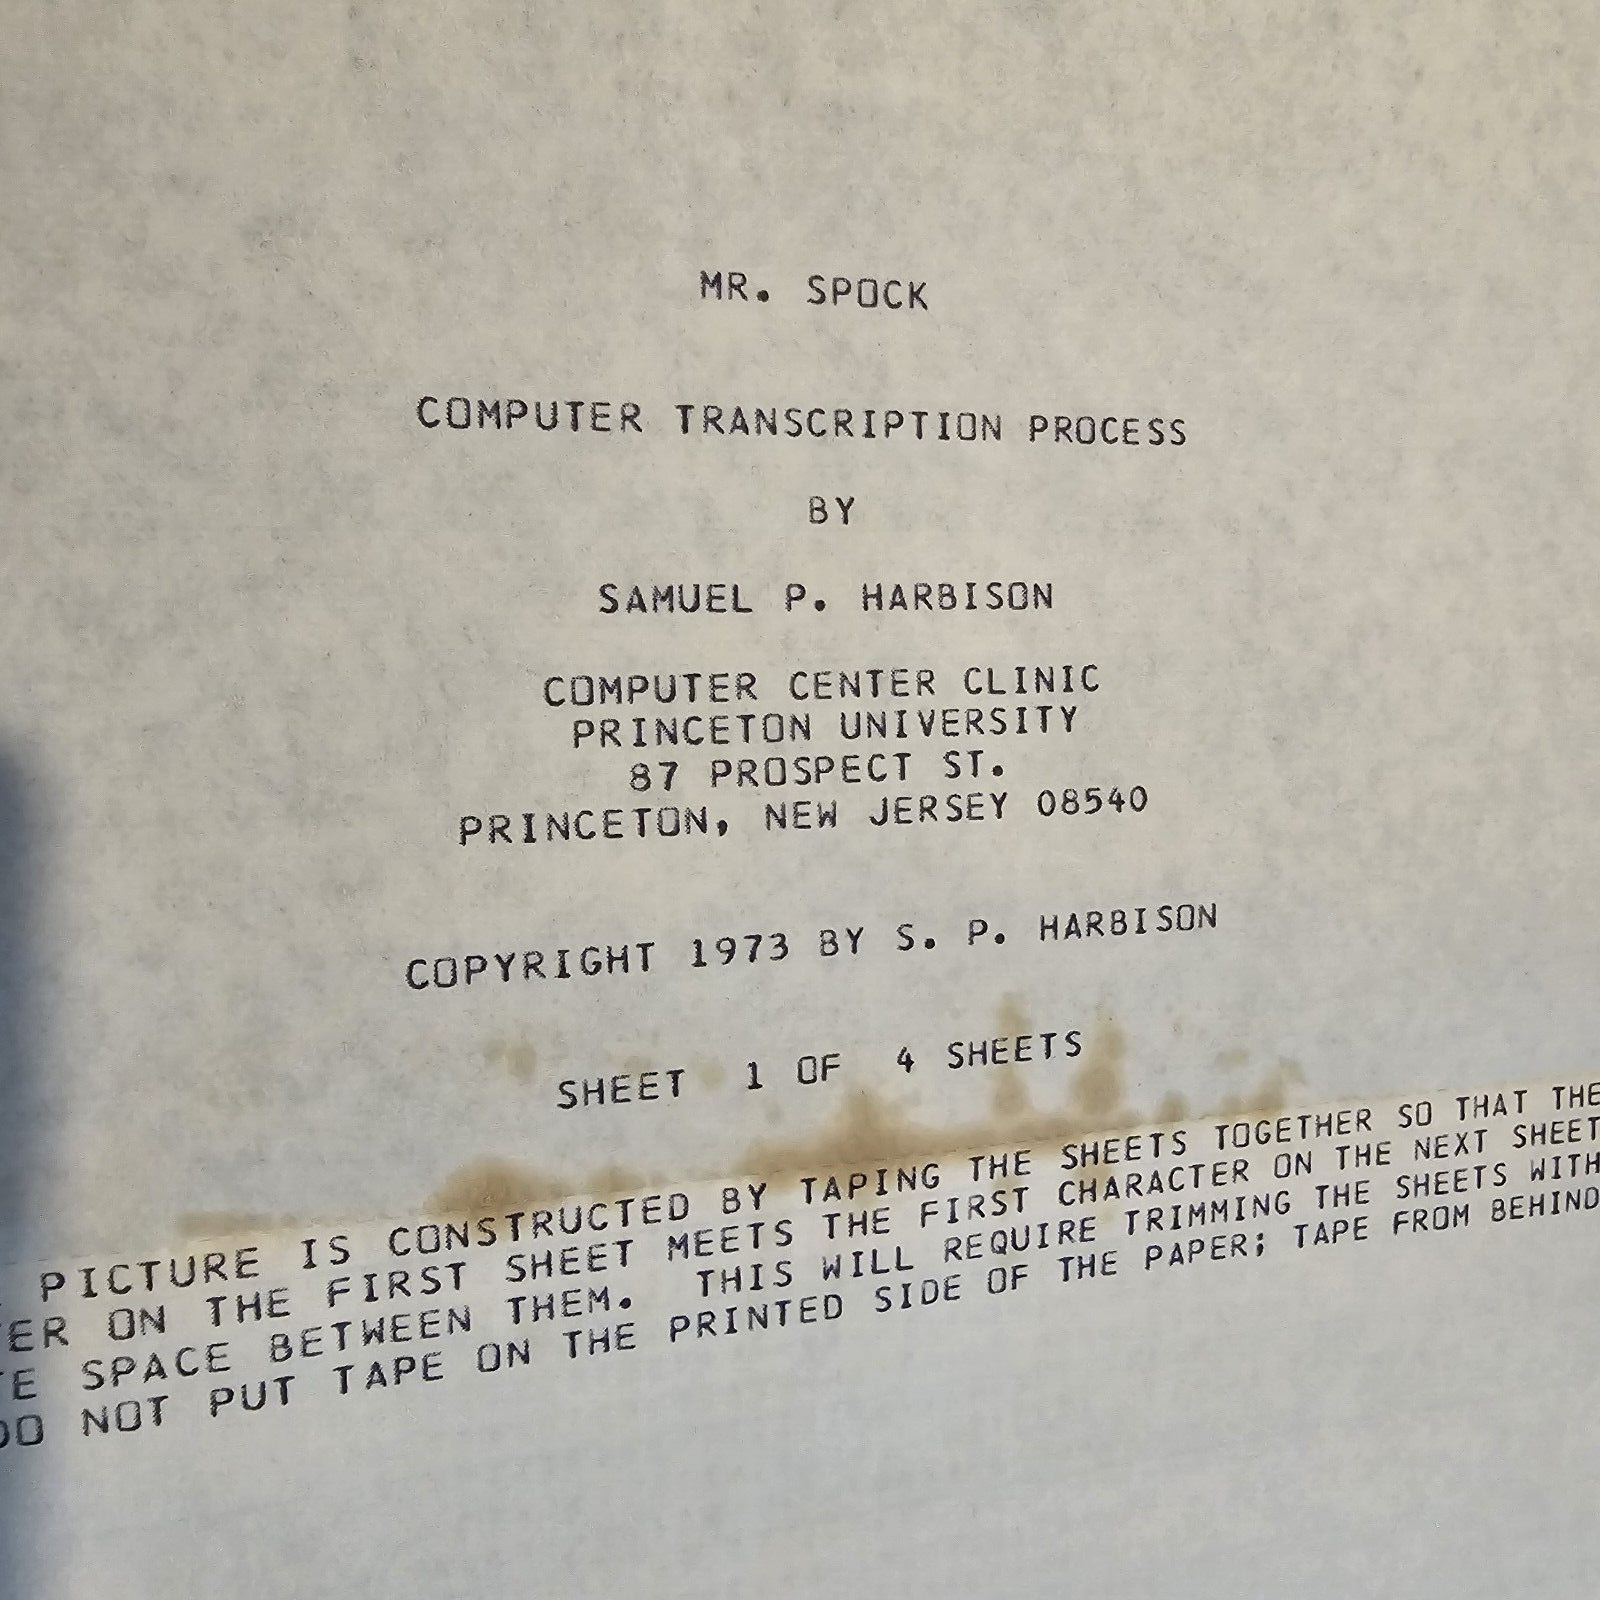 MR. SPOCK
COMPUTER TRANSCRIPTION PROCESS
BY
SAMUEL P. HARBISON
COMPUTER CENTER CLINIC
PRINCETON UNIVERSITY
87 PROSPECT ST.
PRINCETON, NEW JERSEY 08540
COPYRIGHT 1973 BY S. P. HARBISON
SHEET 1 OF 4 SHEETS
PICTURE IS CONSTRUCTED BY TAPING THE SHEETS TOGETHER SO THAT THE
ER ON THE FIRST SHEET MEETS THE FIRST CHARACTER ON THE NEXT SHEET
E SPACE BETWEEN THEM. THIS WILL REQUIRE TRIMMING THE SHEETS WITH
DO NOT PUT TAPE ON THE PRINTED SIDE OF THE PAPER; TAPE FROM BEHIND